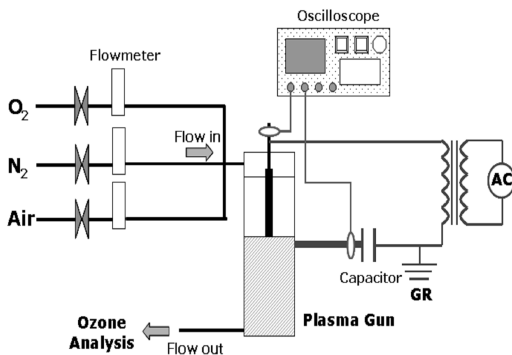 Oscilloscope
Flowmeter
O2
Flow in
N2
AC
Air
Capacitor
GR
Plasma Gun
Ozone
Analysis
Flow out